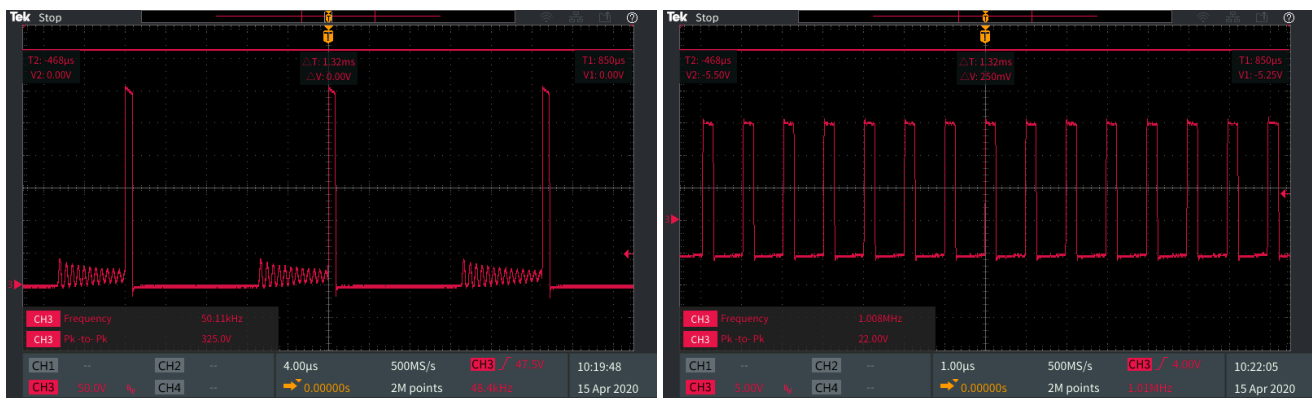 Tek Stop
T
T
T2: -468µs
V2: 0.00V
△T: 1.32ms
△V: 0.00V
T1: 850µs
V1: 0.00V
3
CH3 Frequency 50.11kHz
CH3 Pk-to-Pk 325.0V
CH1 -- CH2 -- 4.00µs 500MS/s CH3 -47.5V 10:19:48
CH3 50.0V CH4 -- 0.00000s 2M points 48.4kHz 15 Apr 2020
Tek Stop
T
T
T2: -468µs
V2: -5.50V
△T: 1.32ms
△V: 250mV
T1: 850µs
V1: -5.25V
3
CH3 Frequency 1.008MHz
CH3 Pk-to-Pk 22.00V
CH1 -- CH2 -- 1.00µs 500MS/s CH3 -4.00V 10:22:05
CH3 5.00V CH4 -- 0.00000s 2M points 1.01MHz 15 Apr 2020